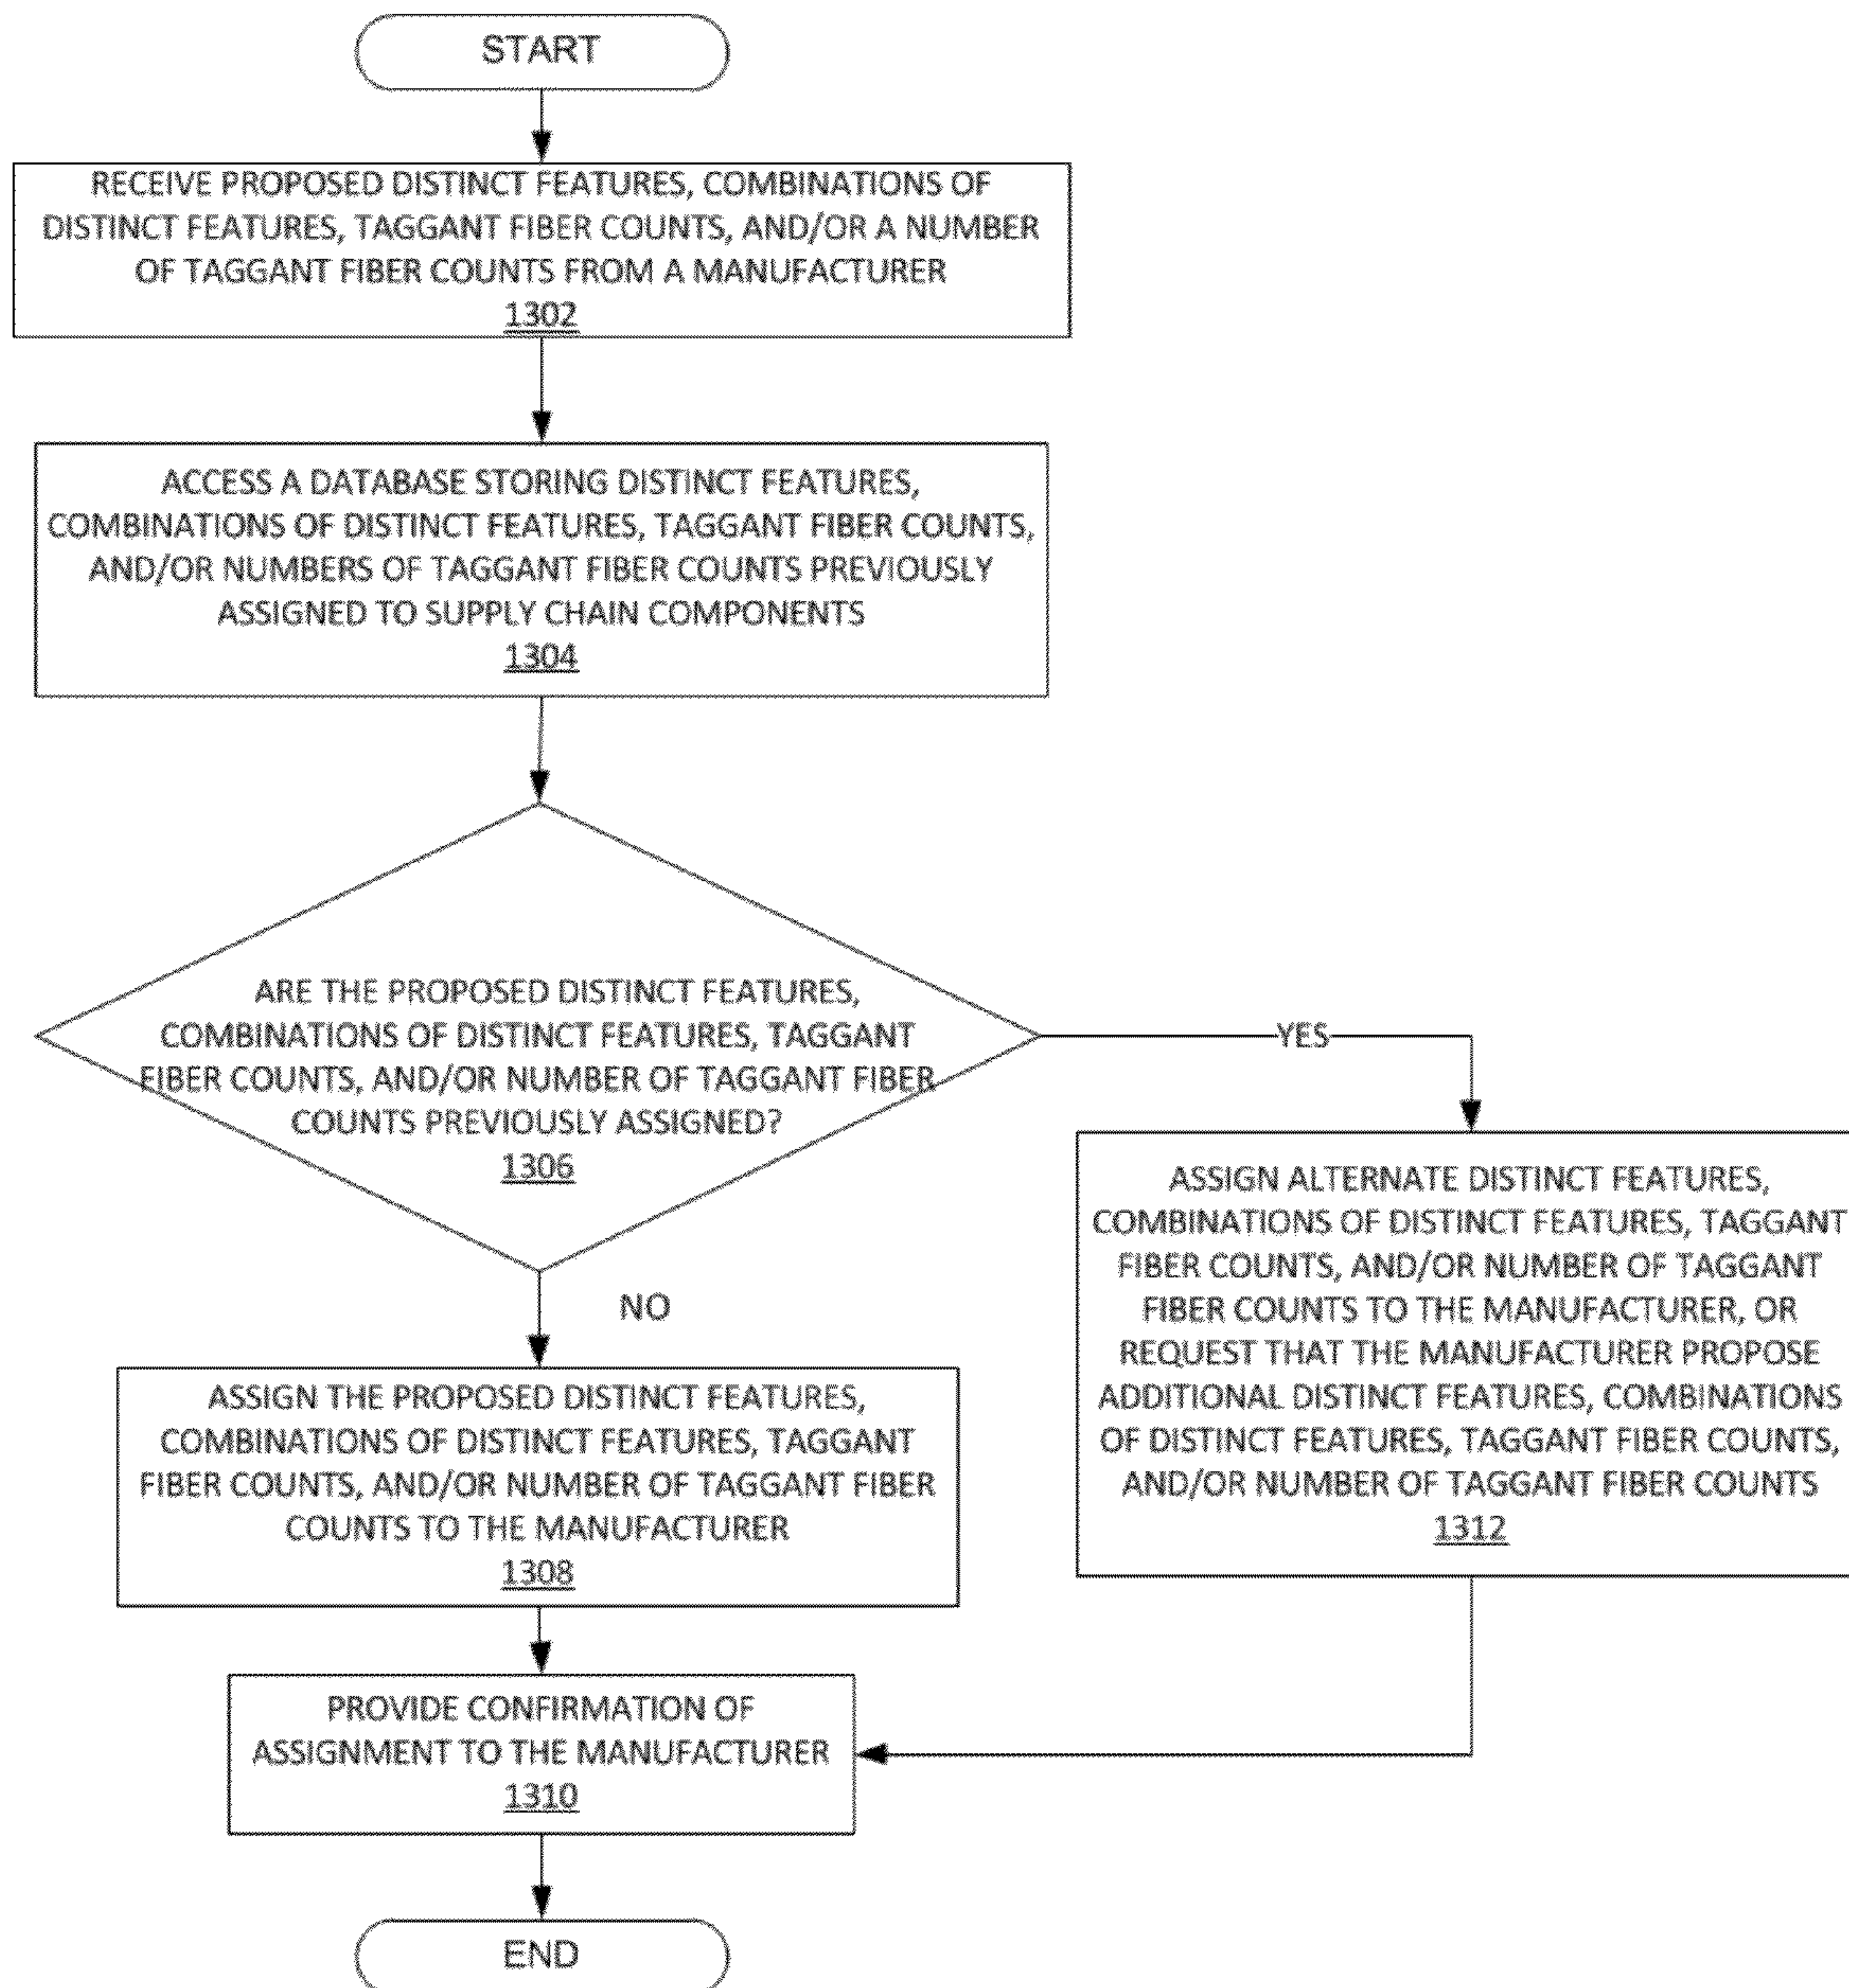 START
RECEIVE PROPOSED DISTINCT FEATURES, COMBINATIONS OF
DISTINCT FEATURES, TAGGANT FIBER COUNTS, AND/OR A NUMBER
OF TAGGANT FIBER COUNTS FROM A MANUFACTURER
1302
ACCESS A DATABASE STORING DISTINCT FEATURES,
COMBINATIONS OF DISTINCT FEATURES, TAGGANT FIBER COUNTS,
AND/OR NUMBERS OF TAGGANT FIBER COUNTS PREVIOUSLY
ASSIGNED TO SUPPLY CHAIN COMPONENTS
1304
ARE THE PROPOSED DISTINCT FEATURES,
COMBINATIONS OF DISTINCT FEATURES, TAGGANT
FIBER COUNTS, AND/OR NUMBER OF TAGGANT FIBER
COUNTS PREVIOUSLY ASSIGNED?
1306
YES
NO
ASSIGN ALTERNATE DISTINCT FEATURES,
COMBINATIONS OF DISTINCT FEATURES, TAGGANT
FIBER COUNTS, AND/OR NUMBER OF TAGGANT
FIBER COUNTS TO THE MANUFACTURER, OR
REQUEST THAT THE MANUFACTURER PROPOSE
ADDITIONAL DISTINCT FEATURES, COMBINATIONS
OF DISTINCT FEATURES, TAGGANT FIBER COUNTS,
AND/OR NUMBER OF TAGGANT FIBER COUNTS
1312
ASSIGN THE PROPOSED DISTINCT FEATURES,
COMBINATIONS OF DISTINCT FEATURES, TAGGANT
FIBER COUNTS, AND/OR NUMBER OF TAGGANT FIBER
COUNTS TO THE MANUFACTURER
1308
PROVIDE CONFIRMATION OF
ASSIGNMENT TO THE MANUFACTURER
1310
END